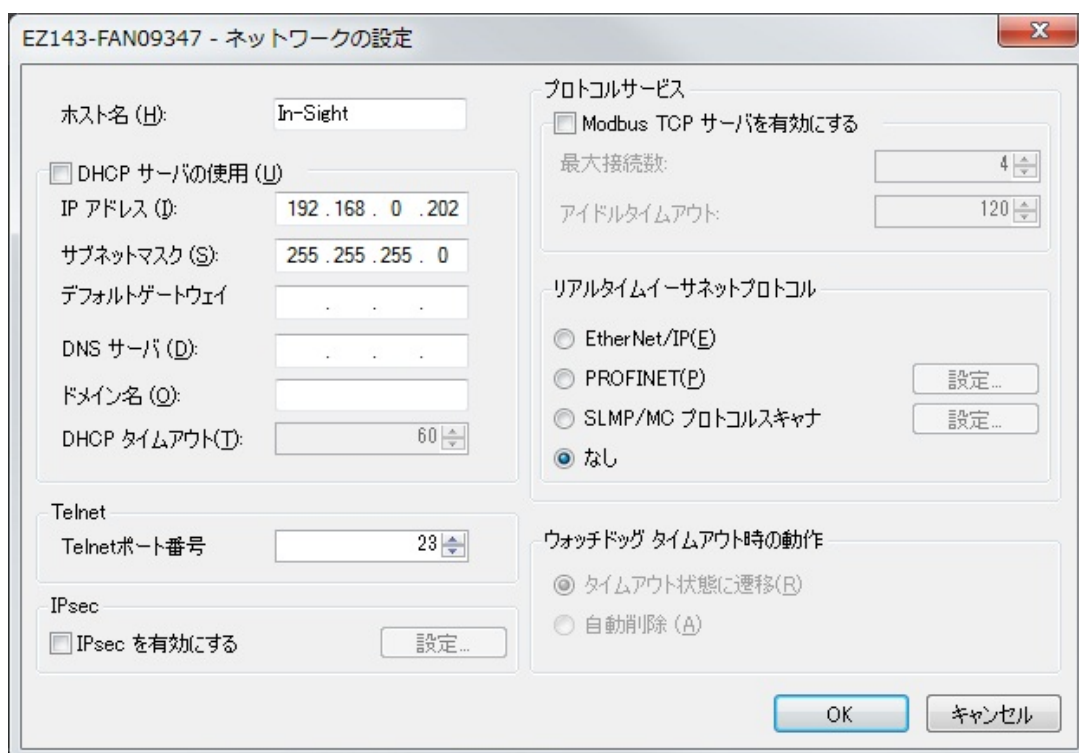 EZ143-FAN09347 - ネットワークの設定
ホスト名 (H):
In-Sight
DHCP サーバの使用 (U)
IP アドレス (I):
192 . 168 . 0 . 202
サブネットマスク (S):
255 . 255 . 255 . 0
デフォルトゲートウェイ
. . .
DNS サーバ (D):
. . .
ドメイン名 (O):
DHCP タイムアウト(T):
60
Telnet
Telnetポート番号
23
IPsec
IPsec を有効にする
設定...
プロトコルサービス
Modbus TCP サーバを有効にする
最大接続数:
4
アイドルタイムアウト:
120
リアルタイムイーサネットプロトコル
EtherNet/IP(E)
PROFINET(P)
設定...
SLMP/MC プロトコルスキャナ
設定...
なし
ウォッチドッグ タイムアウト時の動作
タイムアウト状態に遷移(R)
自動削除 (A)
OK
キャンセル